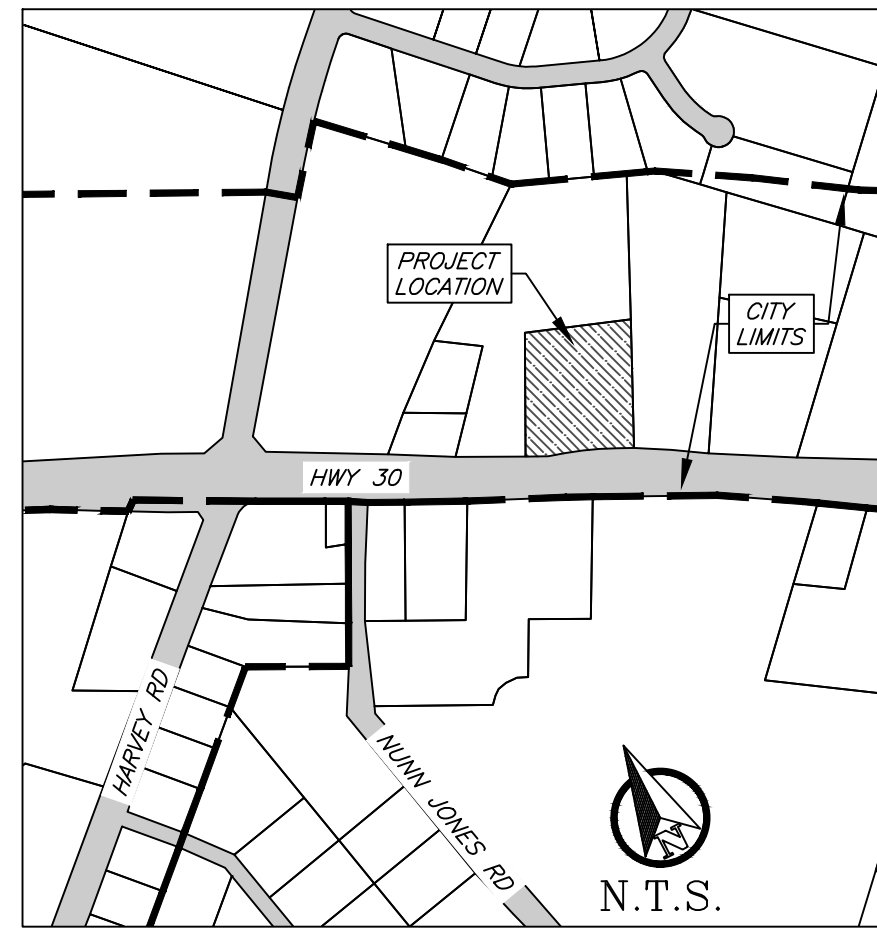 PROJECT
LOCATION
CITY
LIMITS
HWY 30
HARVEY RD
NUNN JONES RD
N
N.T.S.